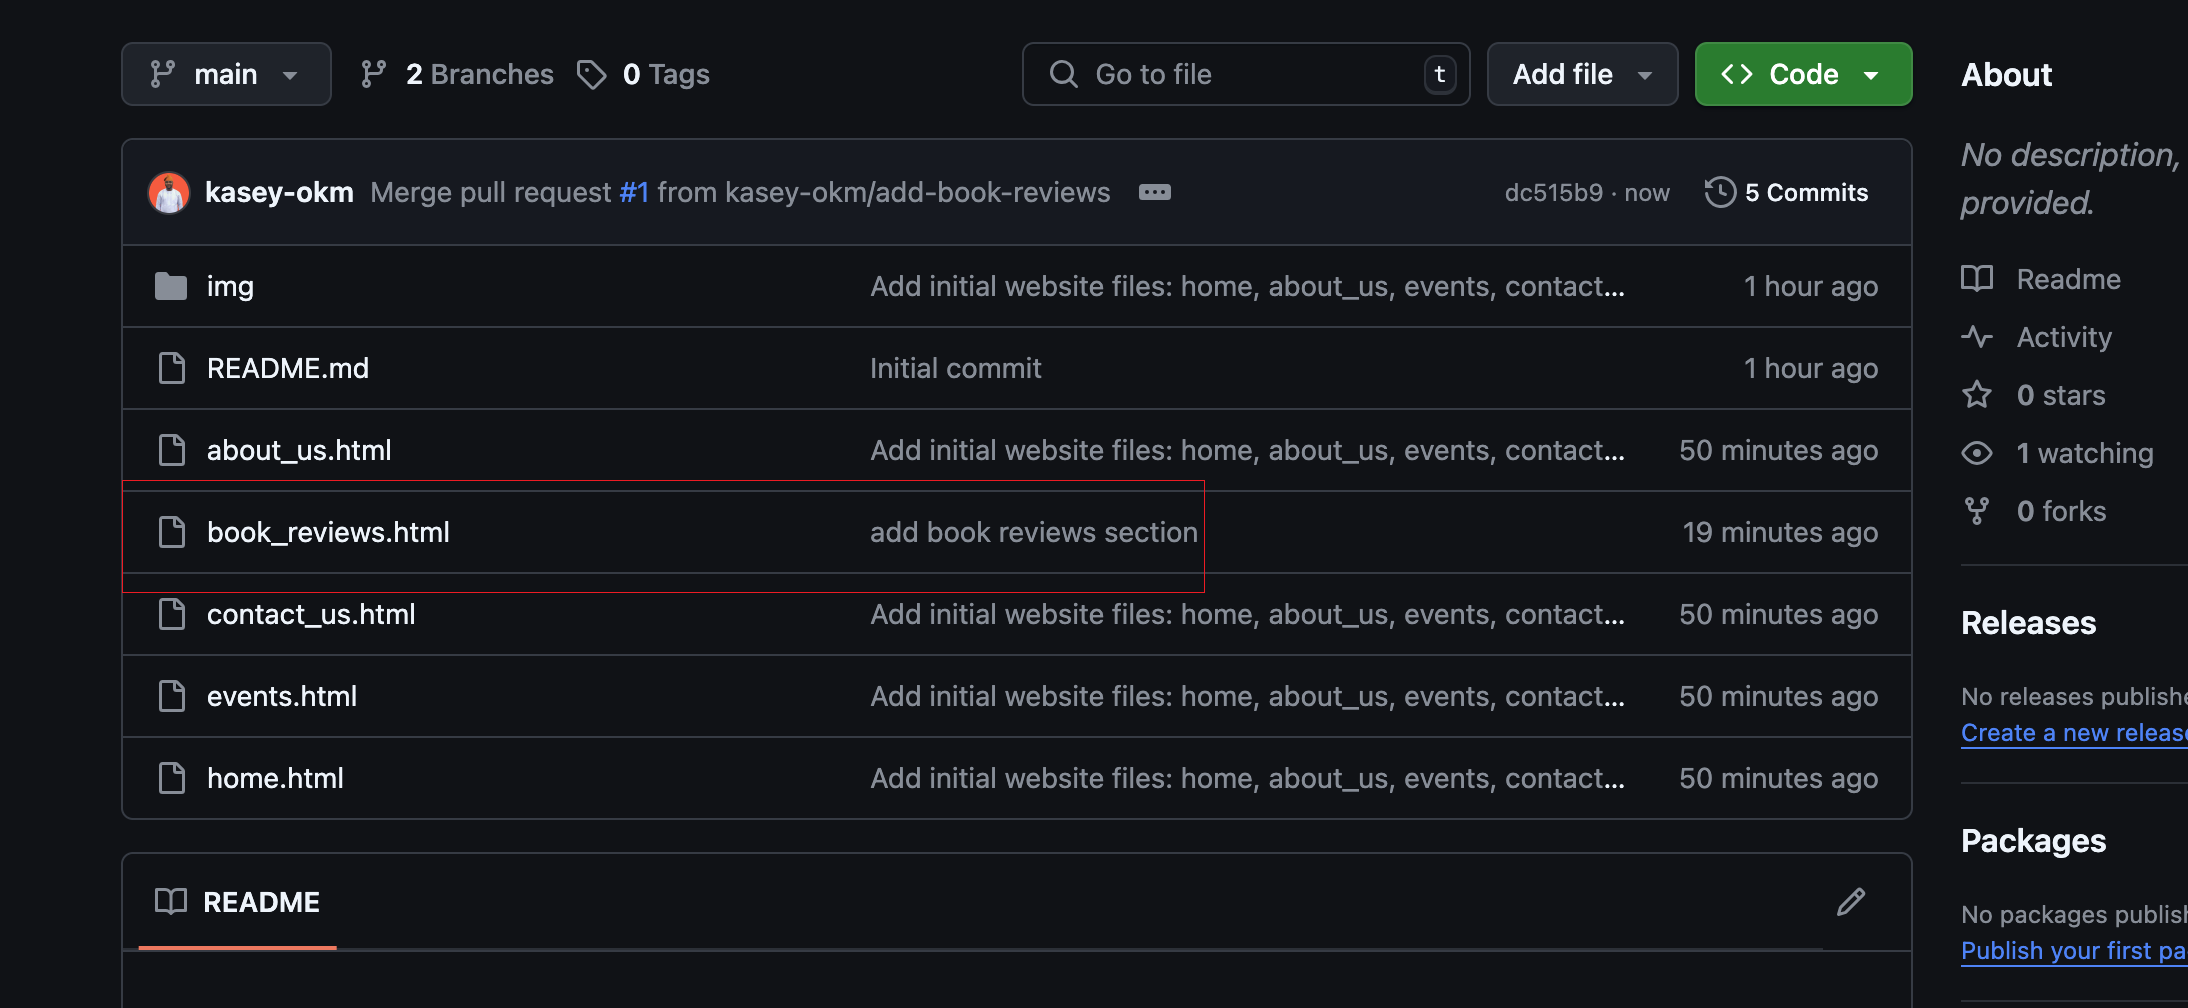 main 2 Branches 0 Tags Go to file t Add file Code
kasey-okm Merge pull request #1 from kasey-okm/add-book-reviews dc515b9 · now 5 Commits
img Add initial website files: home, about_us, events, contact... 1 hour ago
README.md Initial commit 1 hour ago
about_us.html Add initial website files: home, about_us, events, contact... 50 minutes ago
book_reviews.html add book reviews section 19 minutes ago
contact_us.html Add initial website files: home, about_us, events, contact... 50 minutes ago
events.html Add initial website files: home, about_us, events, contact... 50 minutes ago
home.html Add initial website files: home, about_us, events, contact... 50 minutes ago
README
About
No description,
provided.
Readme
Activity
0 stars
1 watching
0 forks
Releases
No releases
Create a new
Packages
No packages
Publish your first